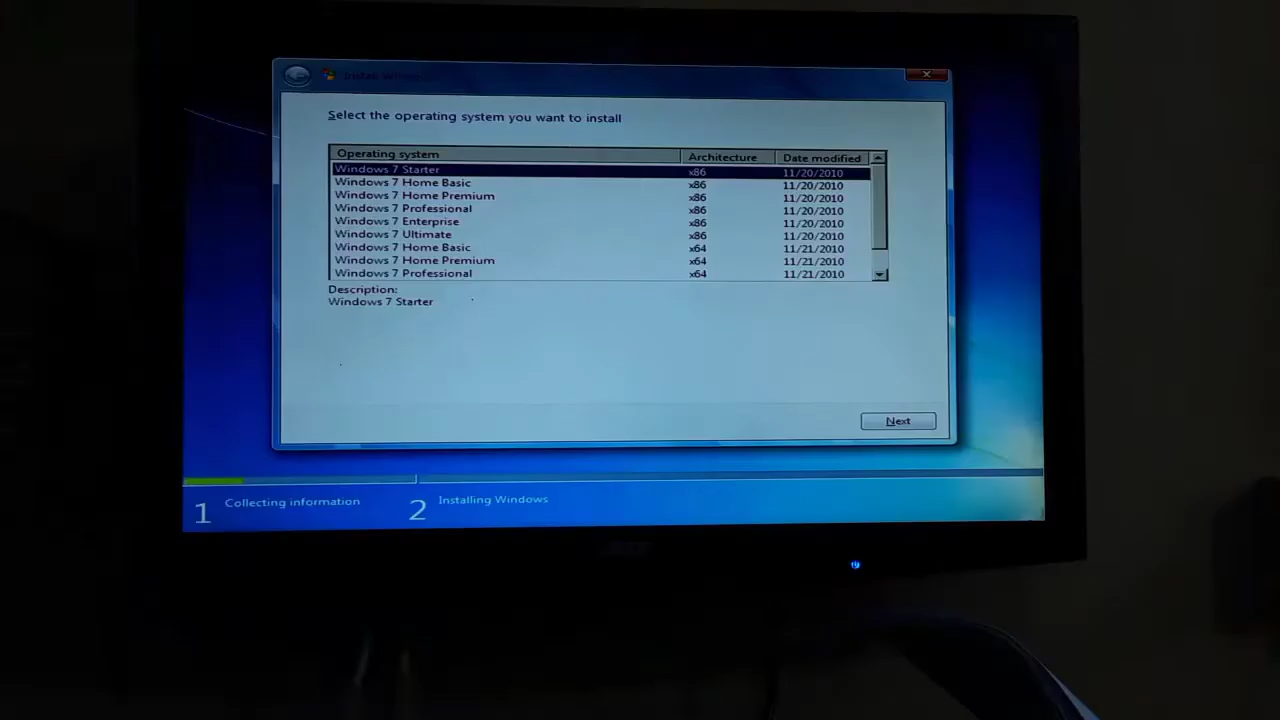 Install Windows
Select the operating system you want to install
Operating system Architecture Date modified
Windows 7 Starter x86 11/20/2010
Windows 7 Home Basic x86 11/20/2010
Windows 7 Home Premium x86 11/20/2010
Windows 7 Professional x86 11/20/2010
Windows 7 Enterprise x86 11/20/2010
Windows 7 Ultimate x86 11/20/2010
Windows 7 Home Basic x64 11/21/2010
Windows 7 Home Premium x64 11/21/2010
Windows 7 Professional x64 11/21/2010
Description:
Windows 7 Starter
Next
1 Collecting information 2 Installing Windows